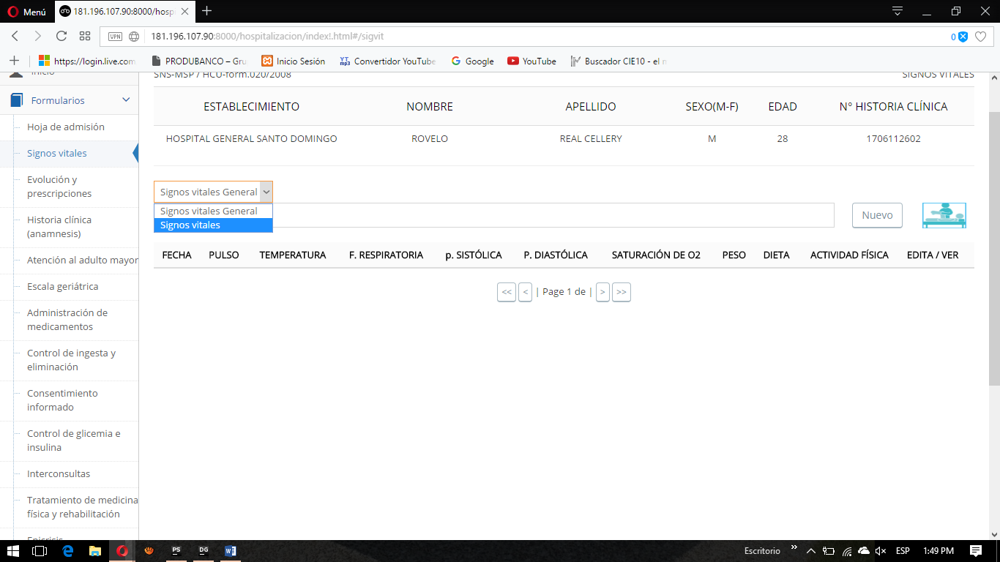 Menú
181.196.107.90:8000/hosp
VPN
181.196.107.90:8000/hospitalizacion/index!.html#/sigvit
0
https://login.live.com
PRODUBANCO – Gru
Inicio Sesión
Convertidor YouTube
Google
YouTube
Buscador CIE10 - el n
Inicio
SNS-MSP / HCU-form.020/2008
SIGNOS VITALES
Formularios
ESTABLECIMIENTO NOMBRE APELLIDO SEXO(M-F) EDAD N° HISTORIA CLÍNICA
HOSPITAL GENERAL SANTO DOMINGO ROVELO REAL CELLERY M 28 1706112602
Hoja de admisión
Signos vitales
Evolución y
prescripciones
Historia clínica
(anamnesis)
Atención al adulto mayor
Escala geriátrica
Administración de
medicamentos
Control de ingesta y
eliminación
Consentimiento
informado
Control de glicemia e
insulina
Interconsultas
Tratamiento de medicina
física y rehabilitación
Epicrisis
Signos vitales General
Signos vitales General
Signos vitales
Nuevo
FECHA PULSO TEMPERATURA F. RESPIRATORIA p. SISTÓLICA P. DIASTÓLICA SATURACIÓN DE O2 PESO DIETA ACTIVIDAD FÍSICA EDITA / VER
<< < | Page 1 de | > >>
PS
DG
Escritorio
ESP
1:49 PM